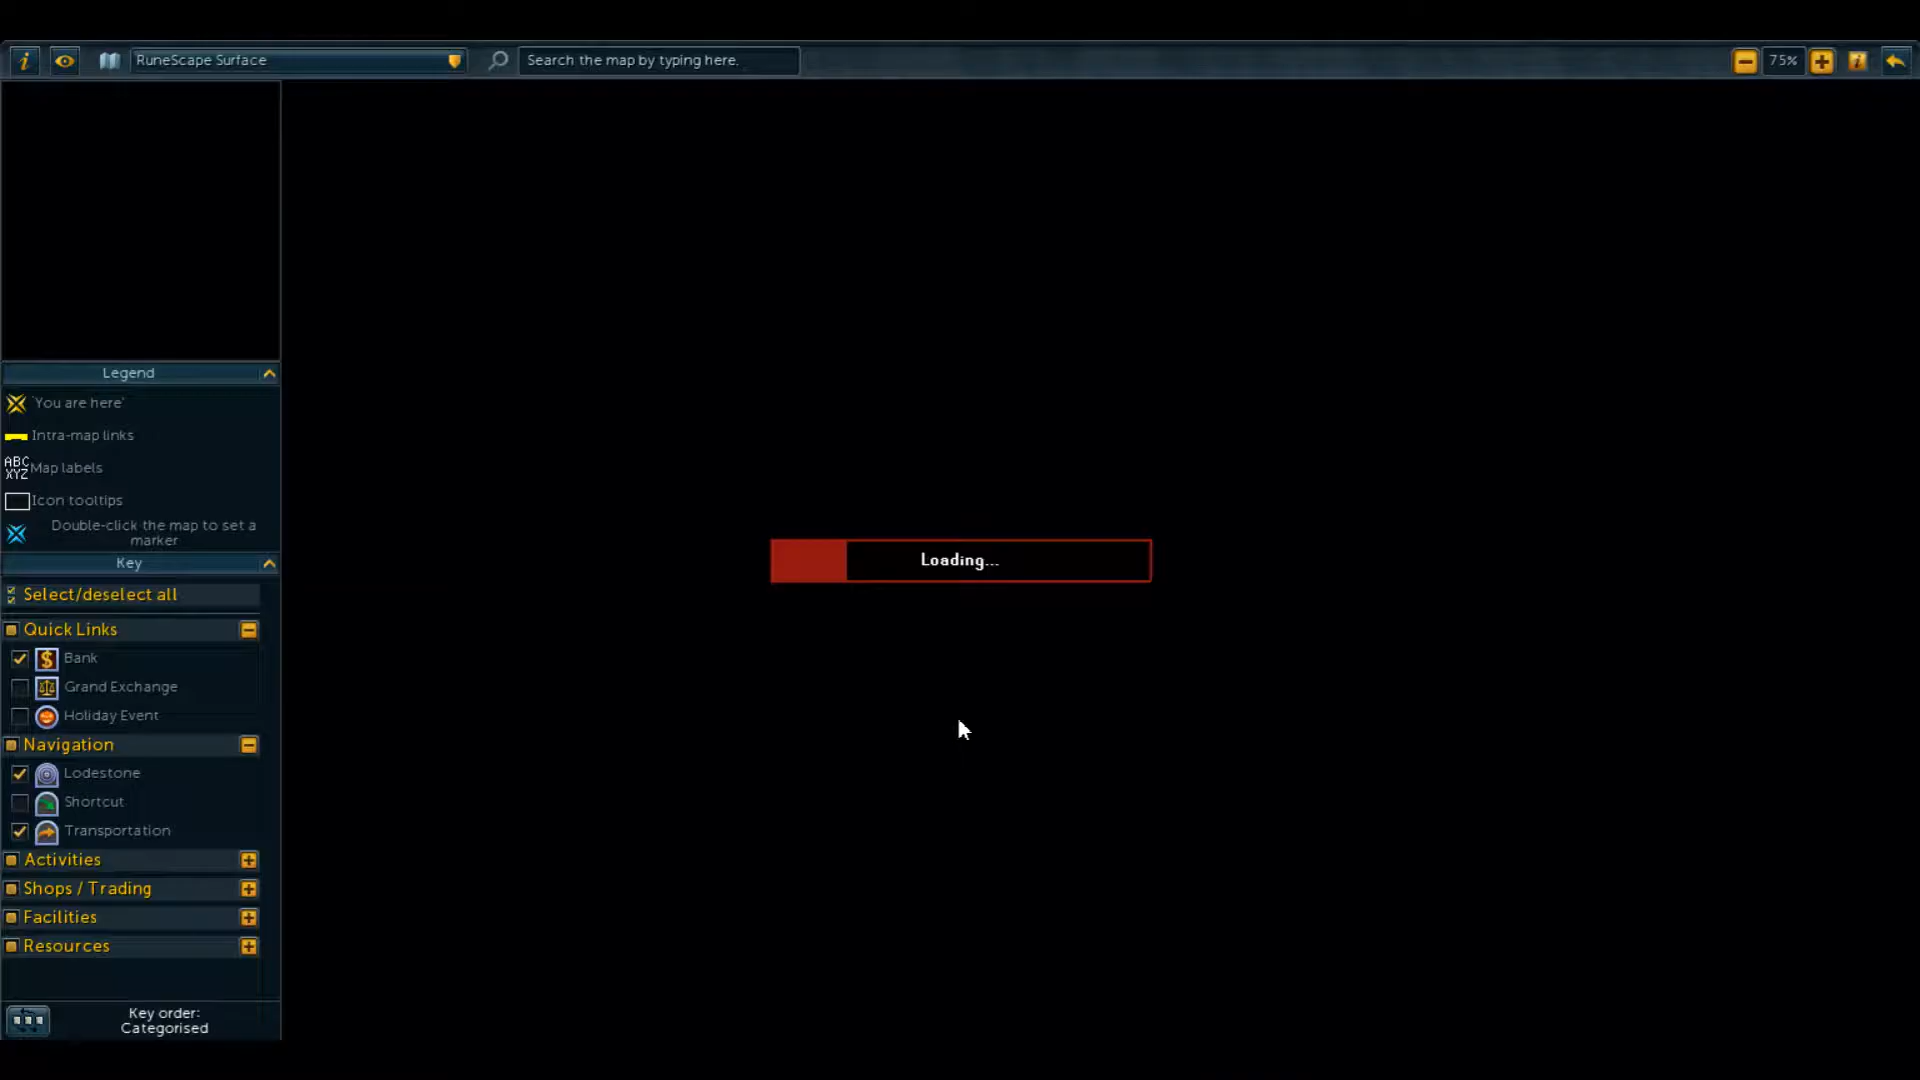 RuneScape Surface
Search the map by typing here.
75%
Legend
'You are here'
Intra-map links
ABC
XYZ
Map labels
Icon tooltips
Double-click the map to set a
marker
Key
Select/deselect all
Quick Links
Bank
Grand Exchange
Holiday Event
Navigation
Lodestone
Shortcut
Transportation
Activities
Shops / Trading
Facilities
Resources
Key order:
Categorised
Loading...